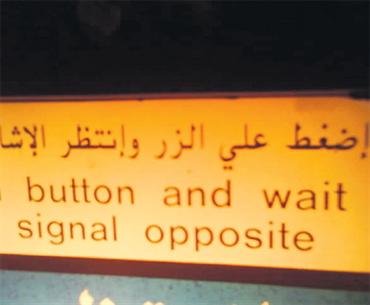 إضغط علي الزر وإنتظر
button and wait
signal opposite